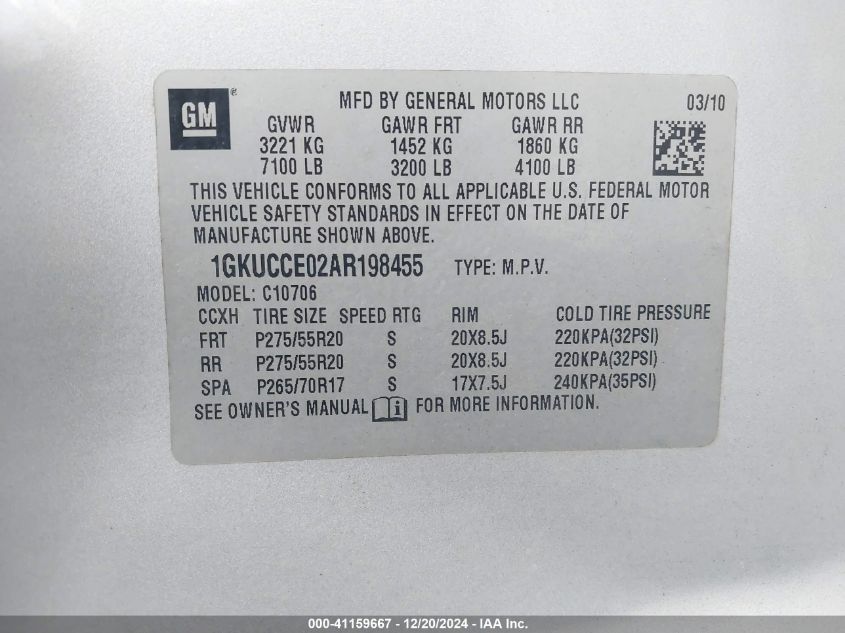 GM ® MFD BY GENERAL MOTORS LLC 03/10
GVWR GAWR FRT GAWR RR
3221 KG 1452 KG 1860 KG
7100 LB 3200 LB 4100 LB
THIS VEHICLE CONFORMS TO ALL APPLICABLE U.S. FEDERAL MOTOR
VEHICLE SAFETY STANDARDS IN EFFECT ON THE DATE OF
MANUFACTURE SHOWN ABOVE.
1GKUCCE02AR198455 TYPE: M.P.V.
MODEL: C10706
CCXH TIRE SIZE SPEED RTG RIM COLD TIRE PRESSURE
FRT P275/55R20 S 20X8.5J 220KPA(32PSI)
RR P275/55R20 S 20X8.5J 220KPA(32PSI)
SPA P265/70R17 S 17X7.5J 240KPA(35PSI)
SEE OWNER'S MANUAL i FOR MORE INFORMATION.
000-41159667 - 12/20/2024 - IAA Inc.